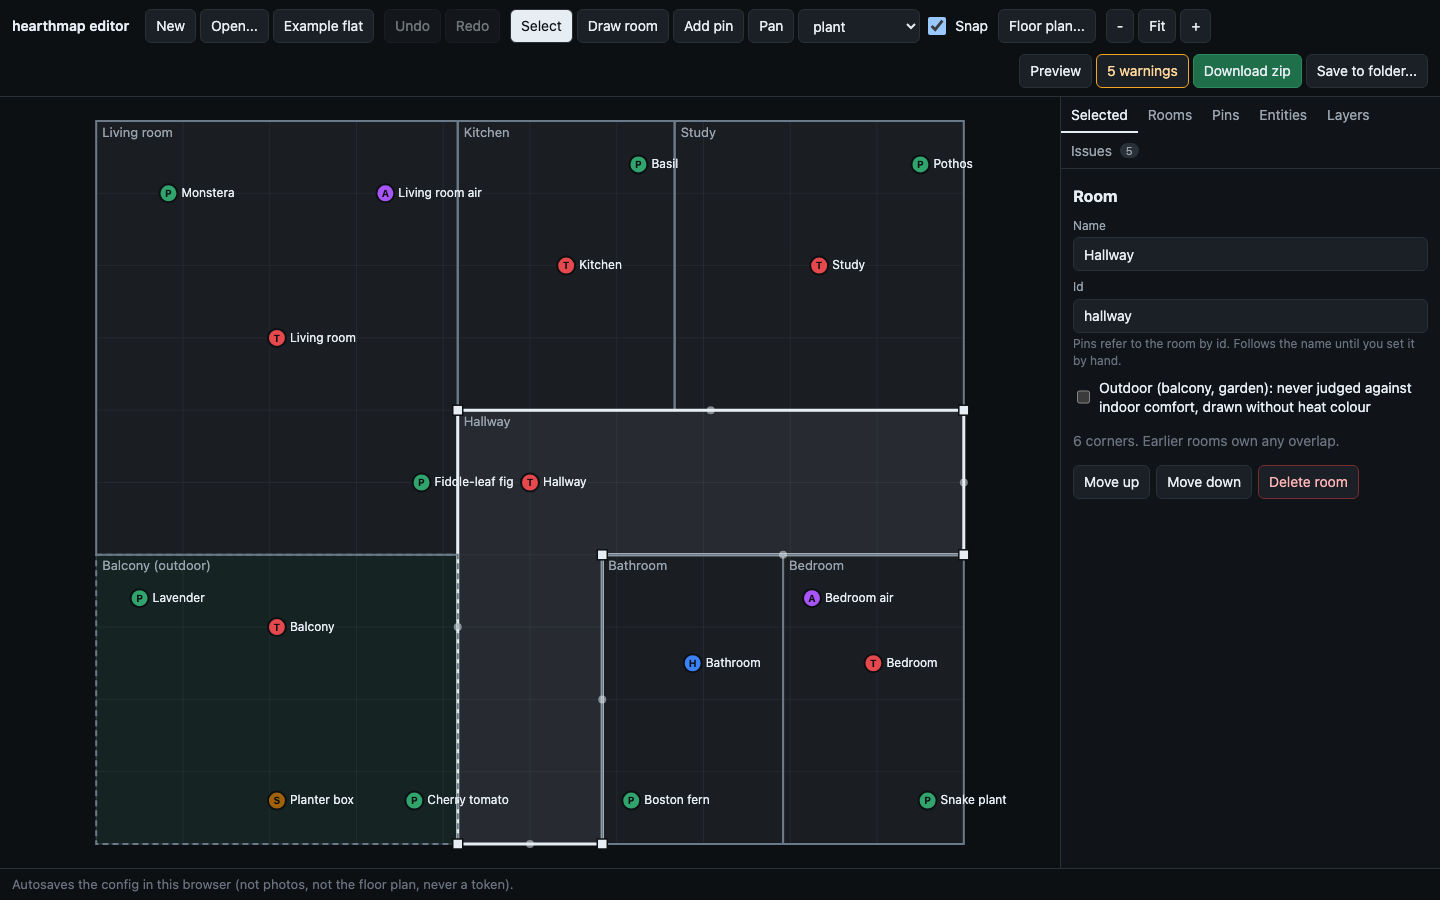 hearthmap editor New Open... Example flat Undo Redo Select Draw room Add pin Pan plant Snap Floor plan... - Fit +
Preview 5 warnings Download zip Save to folder...
Living room
Kitchen
Study
P Monstera
A Living room air
P Basil
P Pothos
T Kitchen
T Study
T Living room
Hallway
P Fiddle-leaf fig
T Hallway
Balcony (outdoor)
Bathroom
Bedroom
P Lavender
A Bedroom air
T Balcony
H Bathroom
T Bedroom
S Planter box
P Cherry tomato
P Boston fern
P Snake plant
Selected Rooms Pins Entities Layers
Issues 5
Room
Name
Hallway
Id
hallway
Pins refer to the room by id. Follows the name until you set it
by hand.
Outdoor (balcony, garden): never judged against
indoor comfort, drawn without heat colour
6 corners. Earlier rooms own any overlap.
Move up Move down Delete room
Autosaves the config in this browser (not photos, not the floor plan, never a token).